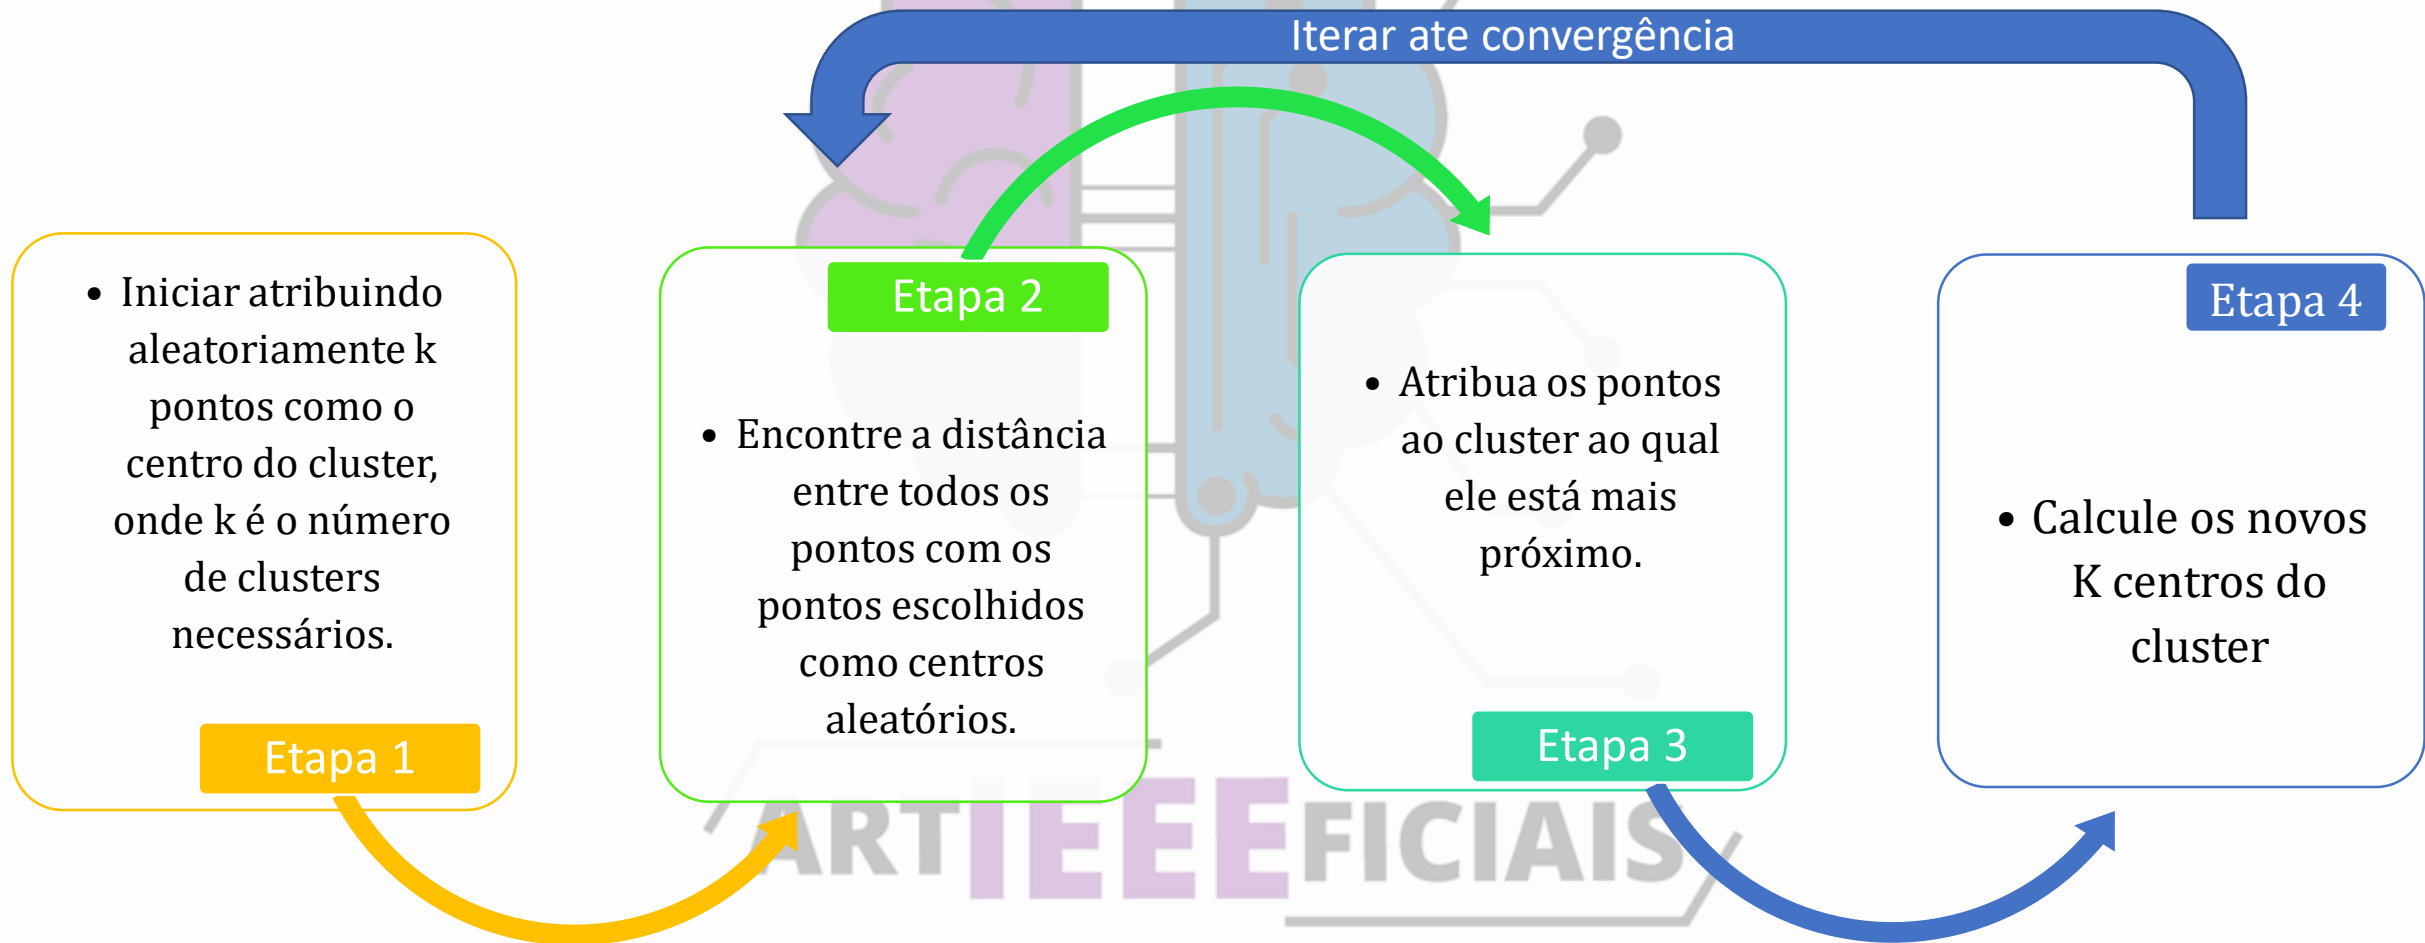 Iterar ate convergência
• Iniciar atribuindo
aleatoriamente k
pontos como o
centro do cluster,
onde k é o número
de clusters
necessários.
Etapa 1
Etapa 2
• Encontre a distância
entre todos os
pontos com os
pontos escolhidos
como centros
aleatórios.
• Atribua os pontos
ao cluster ao qual
ele está mais
próximo.
Etapa 3
Etapa 4
• Calcule os novos
K centros do
cluster
ARTIEEEFICIAIS